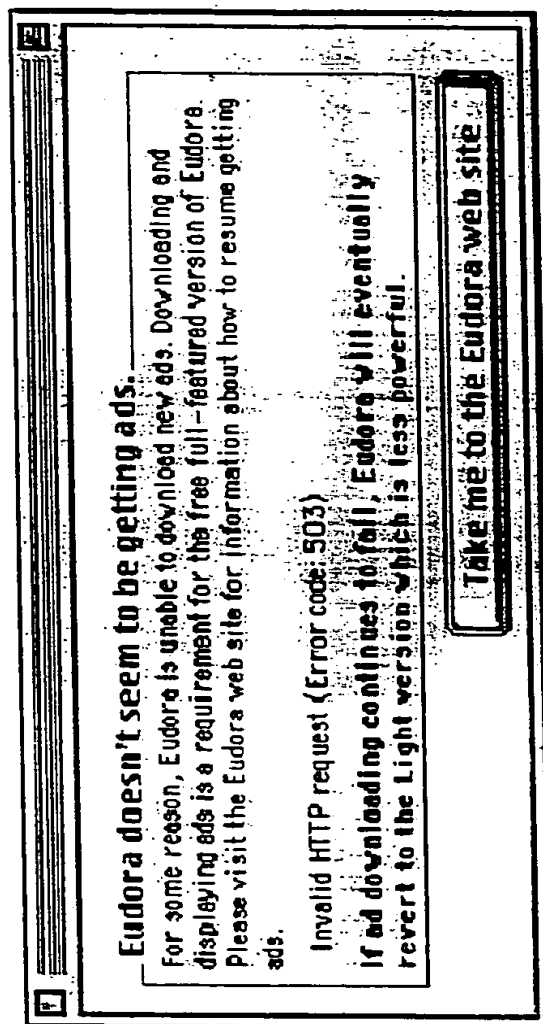 Eudora doesn't seem to be getting ads.
For some reason, Eudora is unable to download new ads. Downloading and
displaying ads is a requirement for the free full-featured version of Eudora.
Please visit the Eudora web site for information about how to resume getting
ads.
Invalid HTTP request (Error code: 503)
If ad downloading continues to fail, Eudora will eventually
revert to the Light version which is less powerful.
Take me to the Eudora web site